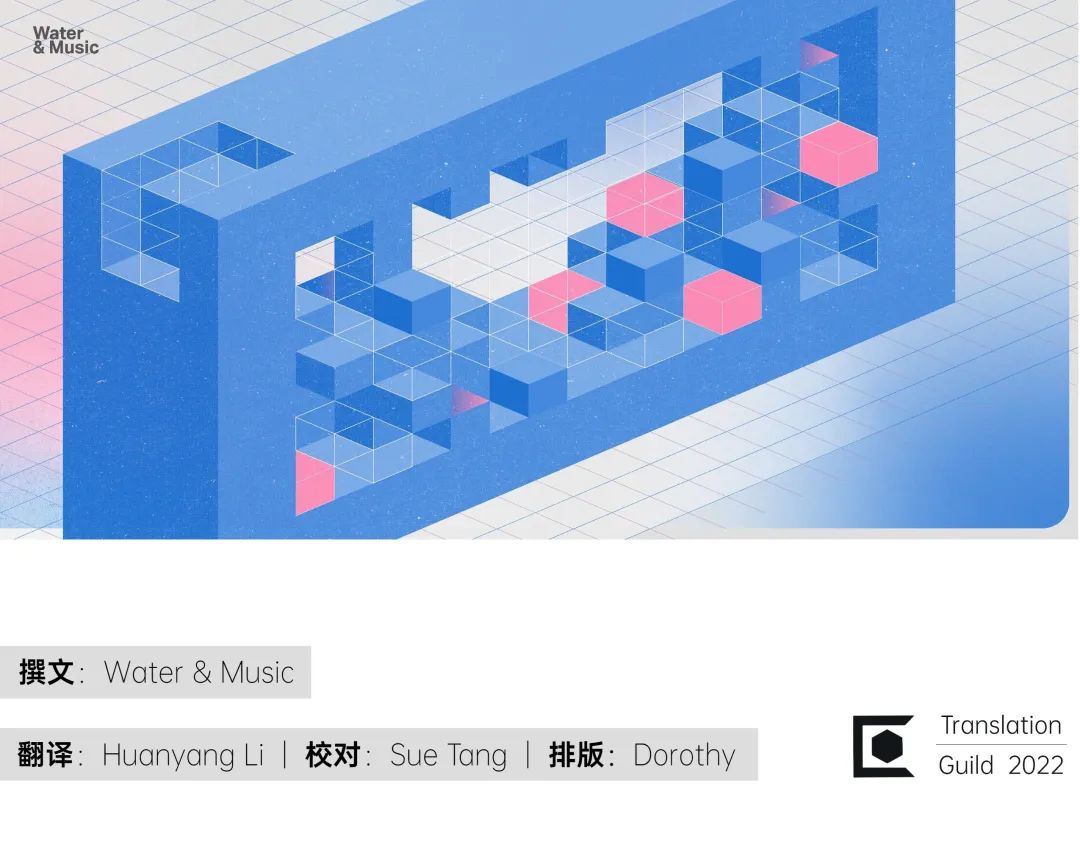 Water
& Music
撰文： Water & Music
翻译： Huanyang Li | 校对： Sue Tang | 排版： Dorothy
Translation
Guild 2022